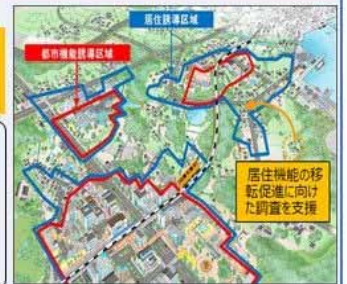 居住誘導区域
都市機能誘導区域
居住機能の移
転促進に向け
た調査を支援